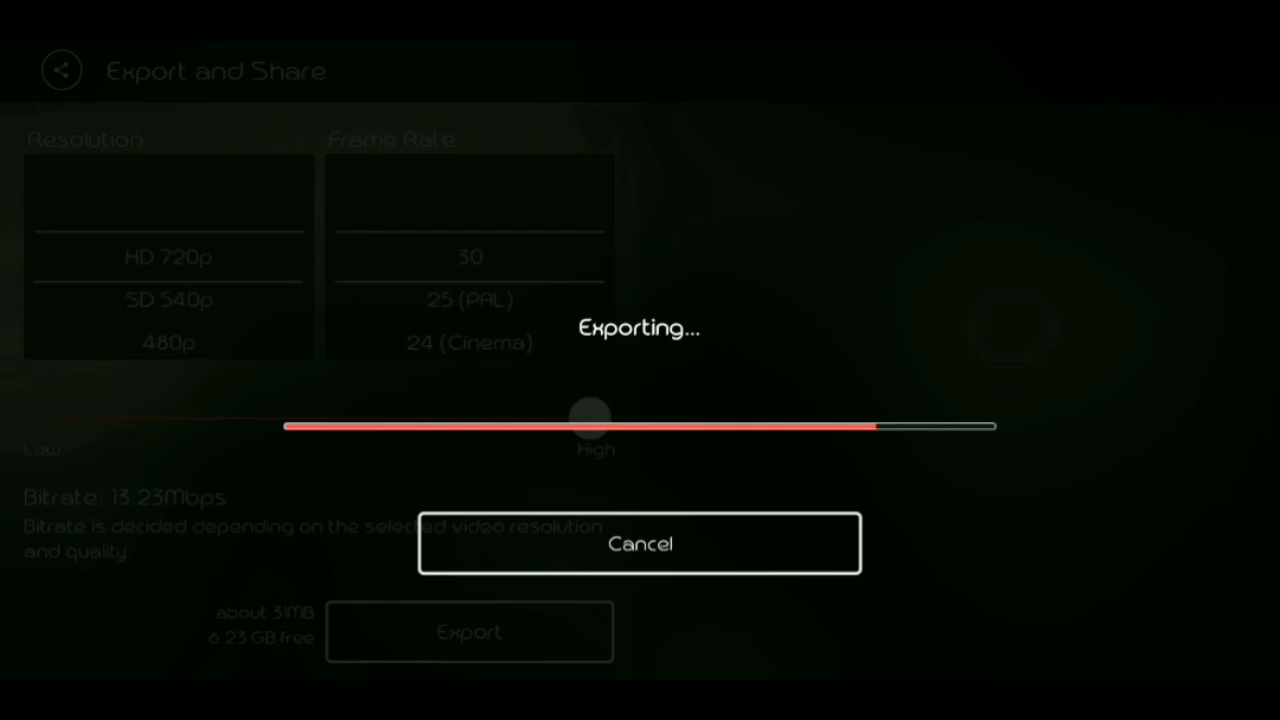 Export and Share
Resolution
Frame Rate
HD 720p
30
SD 540p
25 (PAL)
480p
24 (Cinema)
Exporting...
Low
High
Bitrate: 13.23Mbps
Bitrate is decided depending on the selected video resolution
and quality.
Cancel
about 31MB
6.23 GB free
Export